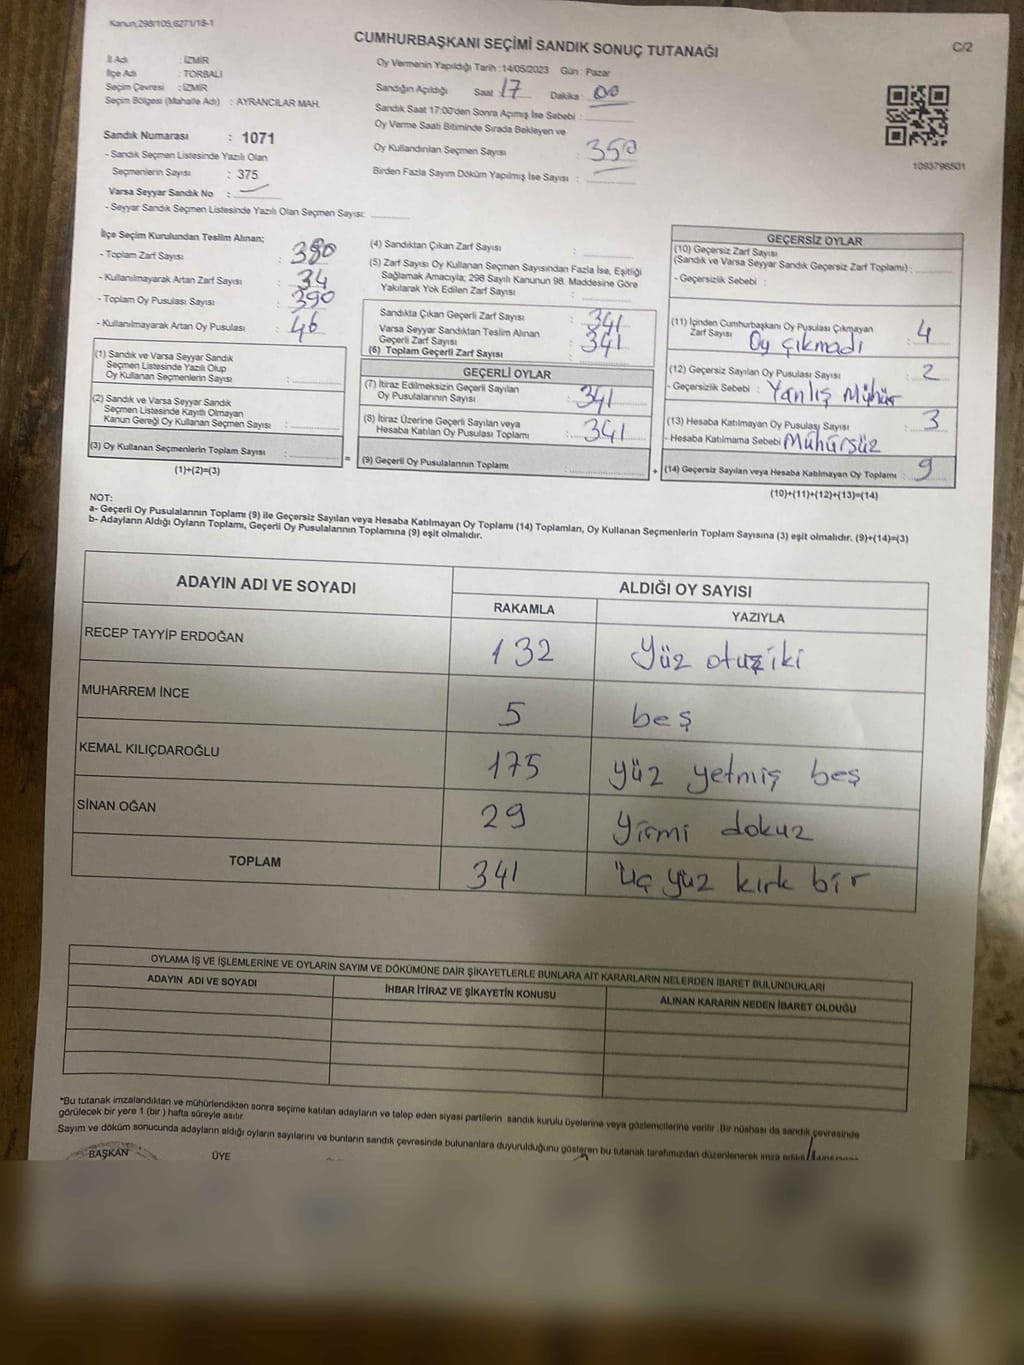 Kanun,298/105,6271/18-1
CUMHURBAŞKANI SEÇİMİ SANDIK SONUÇ TUTANAĞI
C/2
İl Adı : İZMİR
İlçe Adı : TORBALI
Seçim Çevresi : İZMİR
Seçim Bölgesi (Mahalle Adı) : AYRANCILAR MAH.
Sandık Numarası : 1071
- Sandık Seçmen Listesinde Yazılı Olan
Seçmenlerin Sayısı : 375
Varsa Seyyar Sandık No :
- Seyyar Sandık Seçmen Listesinde Yazılı Olan Seçmen Sayısı:
Oy Vermenin Yapıldığı Tarih :14/05/2023 Gün : Pazar
Sandığın Açıldığı Saat 17 Dakika : 00
Sandık Saat 17:00'den Sonra Açımış İse Sebebi :
Oy Verme Saati Bitiminde Sırada Bekleyen ve
Oy Kullandırılan Seçmen Sayısı : 350
Birden Fazla Sayım Döküm Yapılmış İse Sayısı :
1093796501
İlçe Seçim Kurulundan Teslim Alınan;
- Toplam Zarf Sayısı : 380
- Kullanılmayarak Artan Zarf Sayısı : 34
- Toplam Oy Pusulası Sayısı : 390
- Kullanılmayarak Artan Oy Pusulası : 46
(1) Sandık ve Varsa Seyyar Sandık
Seçmen Listesinde Yazılı Olup
Oy Kullanan Seçmenlerin Sayısı :
(2) Sandık ve Varsa Seyyar Sandık
Seçmen Listesinde Kayıtlı Olmayan
Kanun Gereği Oy Kullanan Seçmen Sayısı :
(3) Oy Kullanan Seçmenlerin Toplam Sayısı :
(1)+(2)=(3)
=
(4) Sandıktan Çıkan Zarf Sayısı :
(5) Zarf Sayısı Oy Kullanan Seçmen Sayısından Fazla İse, Eşitliği
Sağlamak Amacıyla; 298 Sayılı Kanunun 98. Maddesine Göre
Yakılarak Yok Edilen Zarf Sayısı :
Sandıkta Çıkan Geçerli Zarf Sayısı : 341
Varsa Seyyar Sandıktan Teslim Alınan
Geçerli Zarf Sayısı : 341
(6) Toplam Geçerli Zarf Sayısı :
GEÇERLİ OYLAR
(7) İtiraz Edilmeksizin Geçerli Sayılan
Oy Pusulalarının Sayısı : 341
(8) İtiraz Üzerine Geçerli Sayılan veya
Hesaba Katılan Oy Pusulası Toplamı : 341
(9) Geçerli Oy Pusulalarının Toplamı :
+
GEÇERSİZ OYLAR
(10) Geçersiz Zarf Sayısı
(Sandık ve Varsa Seyyar Sandık Geçersiz Zarf Toplamı) :
- Geçersizlik Sebebi :
(11) İçinden Cumhurbaşkanı Oy Pusulası Çıkmayan
Zarf Sayısı Oy çıkmadı : 4
(12) Geçersiz Sayılan Oy Pusulası Sayısı : 2
- Geçersizlik Sebebi : Yanlış Mühür
(13) Hesaba Katılmayan Oy Pusulası Sayısı : 3
- Hesaba Katılmama Sebebi Mühürsüz
(14) Geçersiz Sayılan veya Hesaba Katılmayan Oy Toplamı : 9
(10)+(11)+(12)+(13)=(14)
NOT:
a- Geçerli Oy Pusulalarının Toplamı (9) ile Geçersiz Sayılan veya Hesaba Katılmayan Oy Toplamı (14) Toplamları, Oy Kullanan Seçmenlerin Toplam Sayısına (3) eşit olmalıdır. (9)+(14)=(3)
b- Adayların Aldığı Oyların Toplamı, Geçerli Oy Pusulalarının Toplamına (9) eşit olmalıdır.
ADAYIN ADI VE SOYADI
ALDIĞI OY SAYISI
RAKAMLA
YAZIYLA
RECEP TAYYİP ERDOĞAN 132 Yüz otuziki
MUHARREM İNCE 5 beş
KEMAL KILIÇDAROĞLU 175 yüz yetmiş beş
SİNAN OĞAN 29 yirmi dokuz
TOPLAM 341 üç yüz kırk bir
OYLAMA İŞ VE İŞLEMLERİNE VE OYLARIN SAYIM VE DÖKÜMÜNE DAİR ŞİKAYETLERLE BUNLARA AİT KARARLARIN NELERDEN İBARET BULUNDUKLARI
ADAYIN ADI VE SOYADI
İHBAR İTİRAZ VE ŞİKAYETİN KONUSU
ALINAN KARARIN NEDEN İBARET OLDUĞU
*Bu tutanak imzalandıktan ve mühürlendikten sonra seçime katılan adayların ve talep eden siyasi partilerin sandık kurulu üyelerine veya gözlemcilerine verilir .Bir nüshası da sandık çevresinde
görülecek bir yere 1 (bir ) hafta süreyle asılır.
Sayım ve döküm sonucunda adayların aldığı oyların sayılarını ve bunların sandık çevresinde bulunanlara duyurulduğunu gösteren bu tutanak tarafımızdan düzenlenerek imza edildi
BAŞKAN
ÜYE